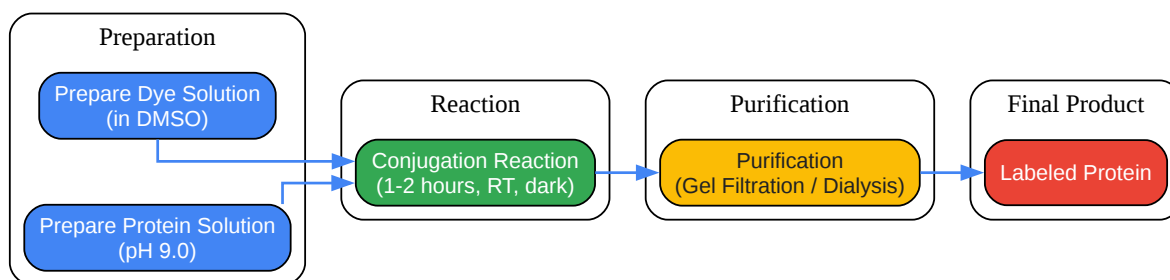 Preparation
Prepare Dye Solution
(in DMSO)
Prepare Protein Solution
(pH 9.0)
Reaction
Conjugation Reaction
(1-2 hours, RT, dark)
Purification
Purification
(Gel Filtration / Dialysis)
Final Product
Labeled Protein